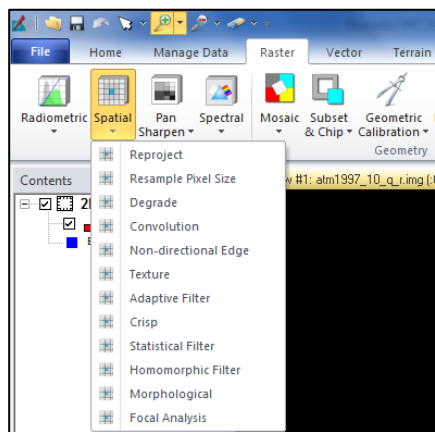 File Home Manage Data Raster Vector Terrain
Radiometric Spatial Pan Sharpen Spectral Mosaic Subset & Chip Geometric Calibration
Geometry
Contents
#1: atm1997_10_q_r.img
Reproject
Resample Pixel Size
Degrade
Convolution
Non-directional Edge
Texture
Adaptive Filter
Crisp
Statistical Filter
Homomorphic Filter
Morphological
Focal Analysis